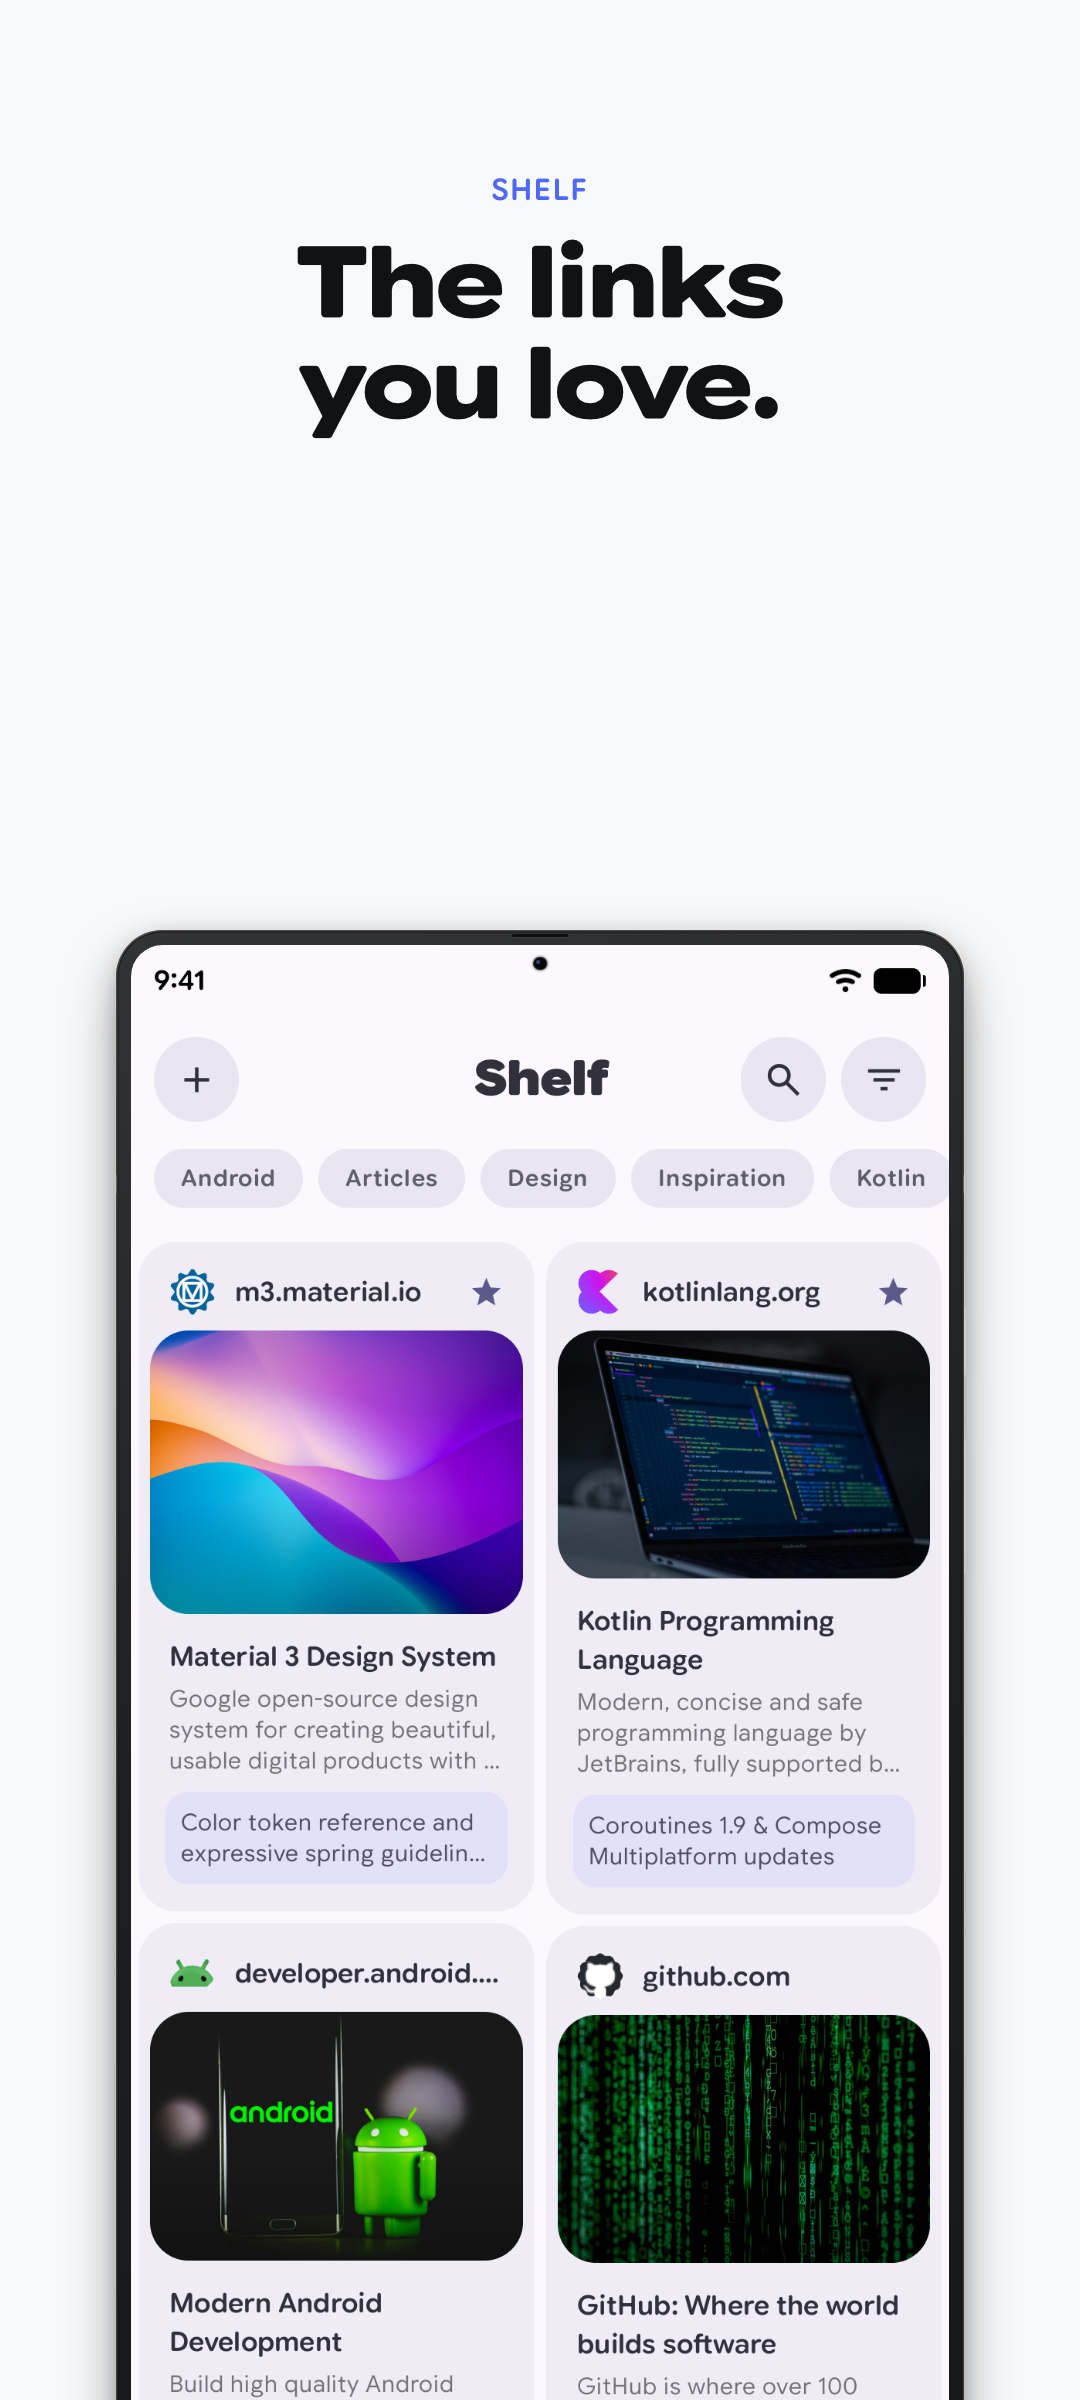 SHELF
The links
you love.
9:41
Shelf
Android
Articles
Design
Inspiration
Kotlin
m3.material.io
Material 3 Design System
Google open-source design
system for creating beautiful,
usable digital products with ...
Color token reference and
expressive spring guidelin...
kotlinlang.org
Kotlin Programming
Language
Modern, concise and safe
programming language by
JetBrains, fully supported b...
Coroutines 1.9 & Compose
Multiplatform updates
developer.android....
android
Modern Android
Development
Build high quality Android
github.com
GitHub: Where the world
builds software
GitHub is where over 100